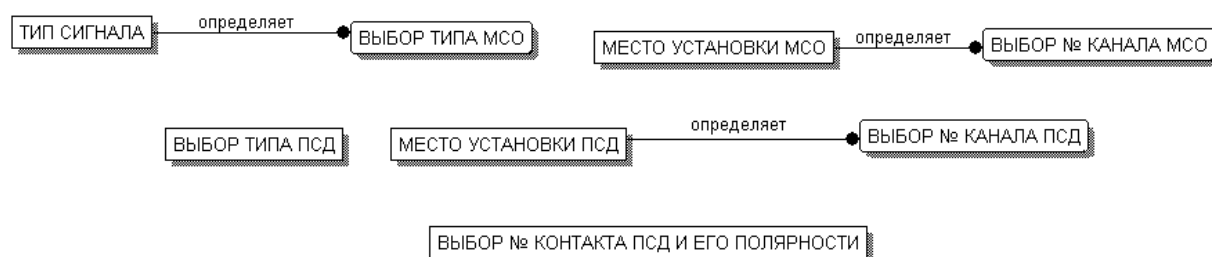 ТИП СИГНАЛА определяет ВЫБОР ТИПА МСО
МЕСТО УСТАНОВКИ МСО определяет ВЫБОР № КАНАЛА МСО
ВЫБОР ТИПА ПСД
МЕСТО УСТАНОВКИ ПСД определяет ВЫБОР № КАНАЛА ПСД
ВЫБОР № КОНТАКТА ПСД И ЕГО ПОЛЯРНОСТИ